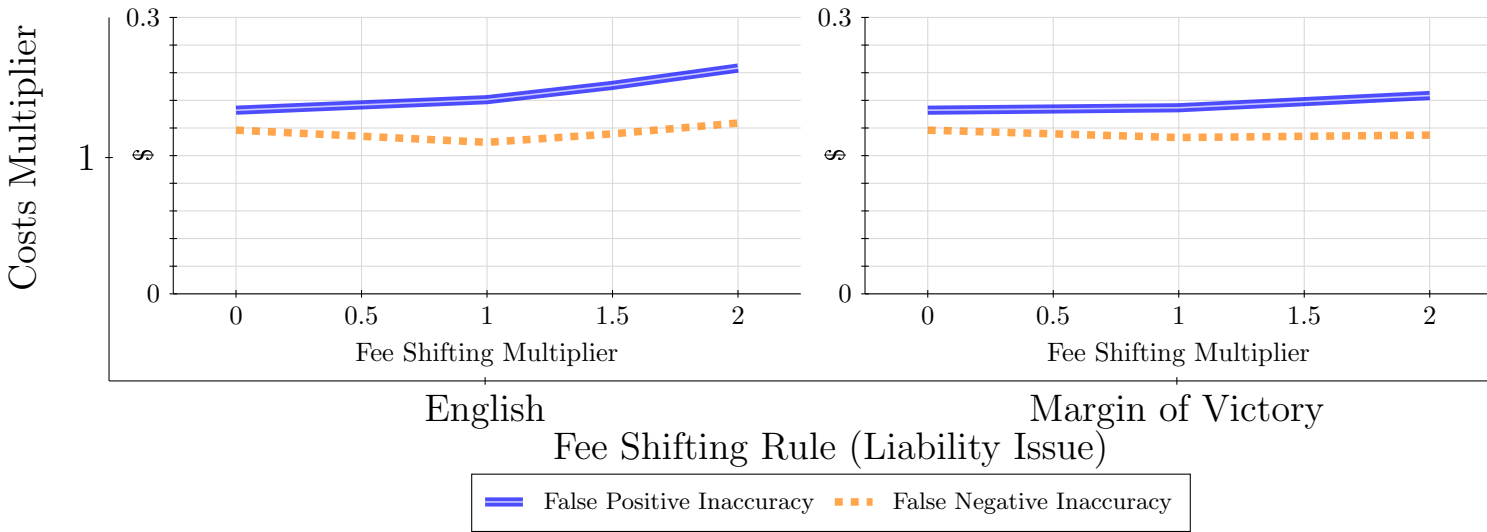 Costs Multiplier
1
0.3
$
0
0 0.5 1 1.5 2
Fee Shifting Multiplier
English
0.3
$
0
0 0.5 1 1.5 2
Fee Shifting Multiplier
Margin of Victory
Fee Shifting Rule (Liability Issue)
False Positive Inaccuracy False Negative Inaccuracy